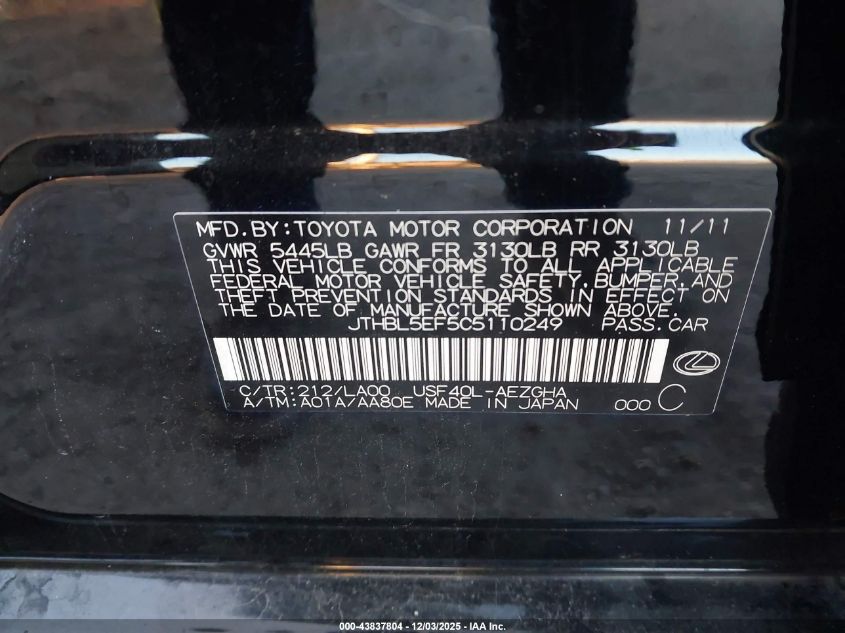 MFD.BY:TOYOTA MOTOR CORPORATION 11/11
GVWR 5445LB GAWR FR 3130LB RR 3130LB
THIS VEHICLE CONFORMS TO ALL APPLICABLE
FEDERAL MOTOR VEHICLE SAFETY,BUMPER,AND
THEFT PREVENTION STANDARDS IN EFFECT ON
THE DATE OF MANUFACTURE SHOWN ABOVE.
JTHBL5EF5C5110249 PASS.CAR
C/TR:212/LA00 USF40L-AEZGHA
A/TM:A01A/AA80E MADE IN JAPAN 000 C
000-43837804 - 12/03/2025 - IAA Inc.